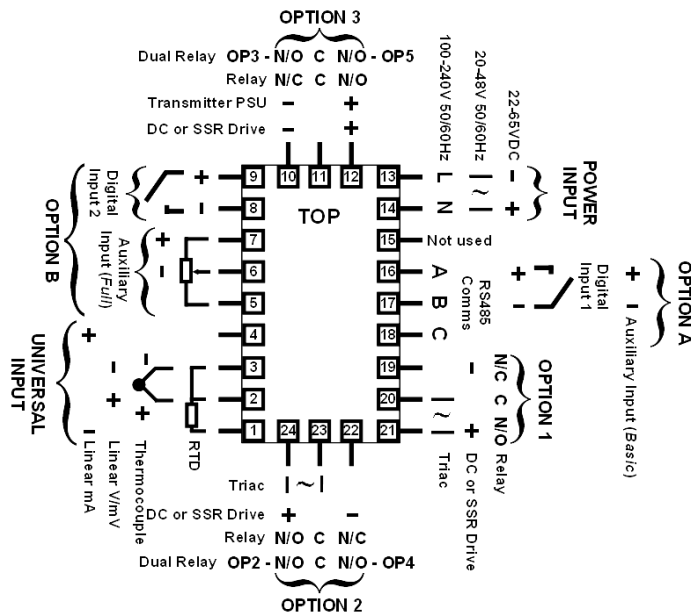 OPTION 3
Dual Relay OP3 - N/O C N/O - OP5
Relay N/C C N/O
Transmitter PSU - +
DC or SSR Drive - +
100-240V 50/60Hz
20-48V 50/60Hz
22-65VDC
POWER
INPUT
L | -
~
N | +
9 10 11 12 13
8 14
7 15
6 16
5 17
4 18
3 19
2 20
1 24 23 22 21
TOP
Not used
OPTION B
Digital
Input 2
+
-
Auxiliary
Input (Full)
+
-
UNIVERSAL
INPUT
+
-
Linear mA
-
+
Linear V/mV
-
+
Thermocouple
RTD
A
B
C
RS485
Comms
+
-
Digital
Input 1
+
-
Auxiliary Input (Basic)
OPTION A
OPTION 1
N/C C N/O Relay
-
+ DC or SSR Drive
| ~ | Triac
Triac | ~ |
DC or SSR Drive + -
Relay N/O C N/C
Dual Relay OP2 - N/O C N/O - OP4
OPTION 2